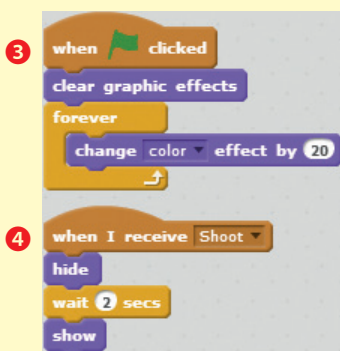 3
when clicked
clear graphic effects
forever
change color effect by 20
4
when I receive Shoot
hide
wait 2 secs
show